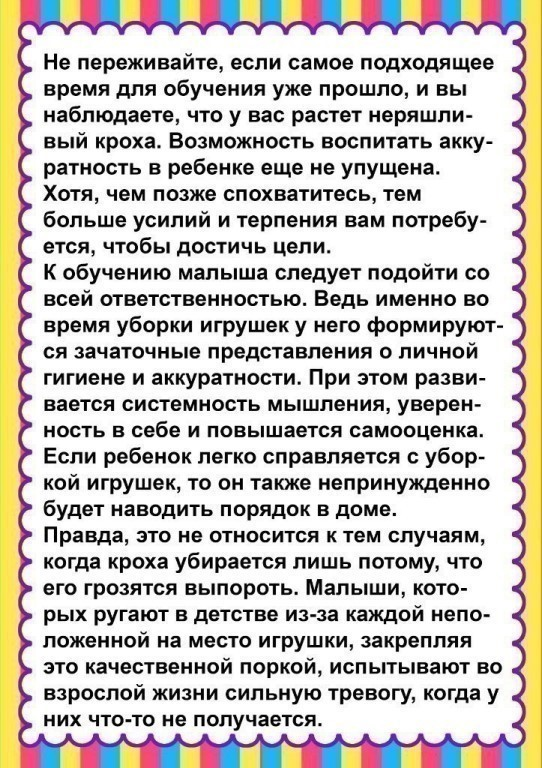 Не переживайте, если самое подходящее
время для обучения уже прошло, и вы
наблюдаете, что у вас растет неряшли-
вый кроха. Возможность воспитать акку-
ратность в ребенке еще не упущена.
Хотя, чем позже спохватитесь, тем
больше усилий и терпения вам потребу-
ется, чтобы достичь цели.
К обучению малыша следует подойти со
всей ответственностью. Ведь именно во
время уборки игрушек у него формируют-
ся зачаточные представления о личной
гигиене и аккуратности. При этом разви-
вается системность мышления, уверен-
ность в себе и повышается самооценка.
Если ребенок легко справляется с убор-
кой игрушек, то он также непринужденно
будет наводить порядок в доме.
Правда, это не относится к тем случаям,
когда кроха убирается лишь потому, что
его грозятся выпороть. Малыши, кото-
рых ругают в детстве из-за каждой непо-
ложенной на место игрушки, закрепляя
это качественной поркой, испытывают во
взрослой жизни сильную тревогу, когда у
них что-то не получается.